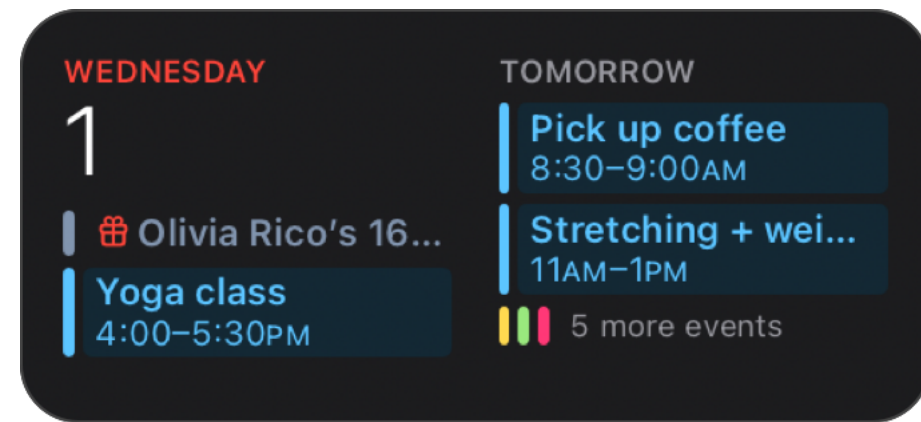 WEDNESDAY
1
Olivia Rico’s 16...
Yoga class
4:00–5:30PM
TOMORROW
Pick up coffee
8:30–9:00AM
Stretching + wei...
11AM–1PM
5 more events